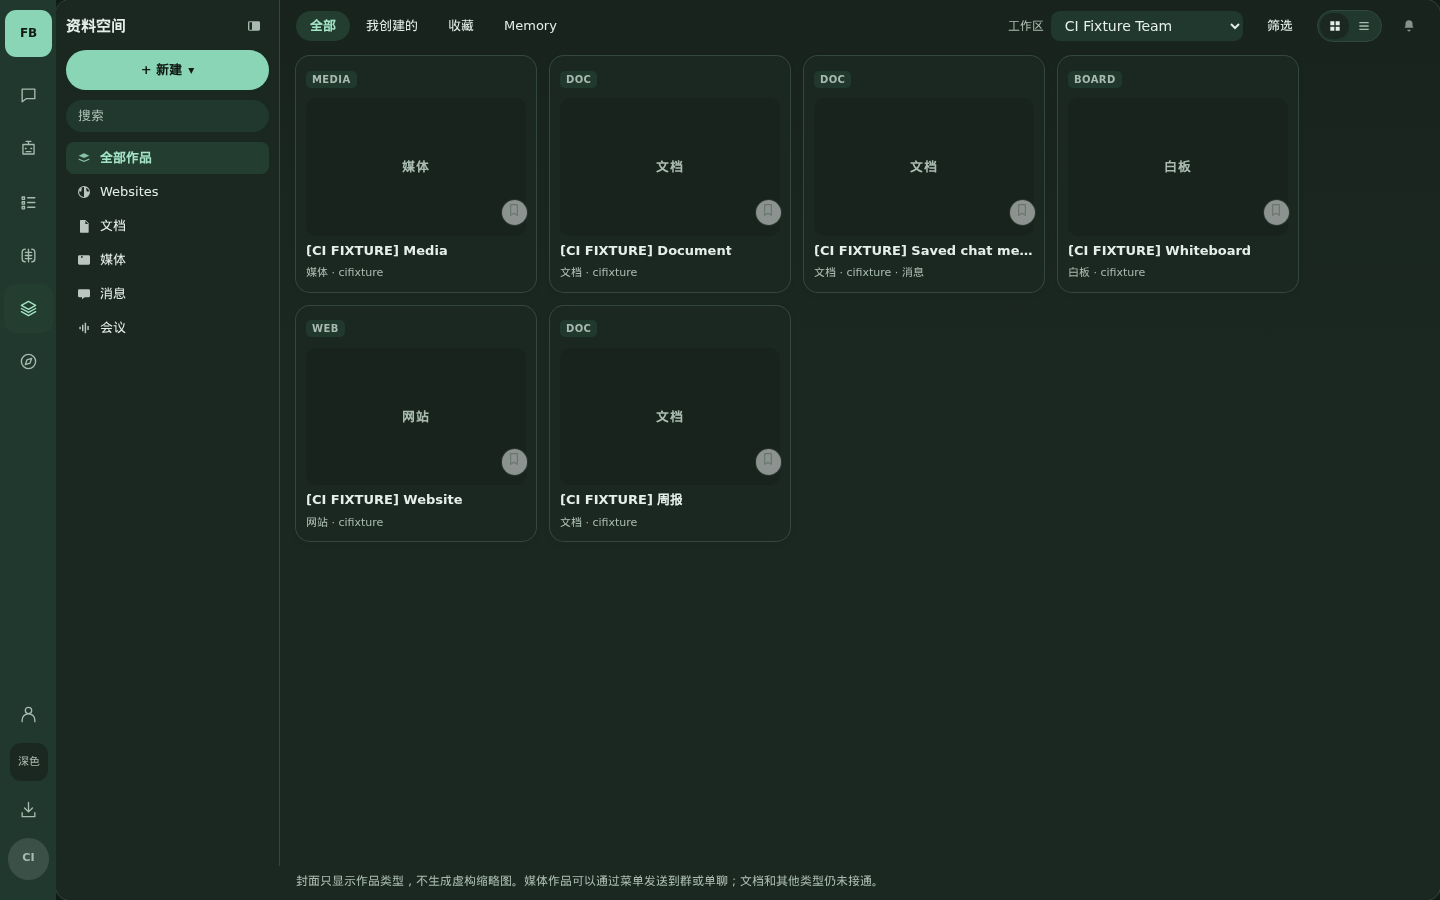 FB
资料空间
+ 新建 ▾
搜索
全部作品
Websites
文档
媒体
消息
会议
深色
CI
全部
我创建的
收藏
Memory
工作区
CI Fixture Team
筛选
MEDIA
媒体
[CI FIXTURE] Media
媒体 · cifixture
DOC
文档
[CI FIXTURE] Document
文档 · cifixture
DOC
文档
[CI FIXTURE] Saved chat me…
文档 · cifixture · 消息
BOARD
白板
[CI FIXTURE] Whiteboard
白板 · cifixture
WEB
网站
[CI FIXTURE] Website
网站 · cifixture
DOC
文档
[CI FIXTURE] 周报
文档 · cifixture
封面只显示作品类型，不生成虚构缩略图。媒体作品可以通过菜单发送到群或单聊；文档和其他类型仍未接通。